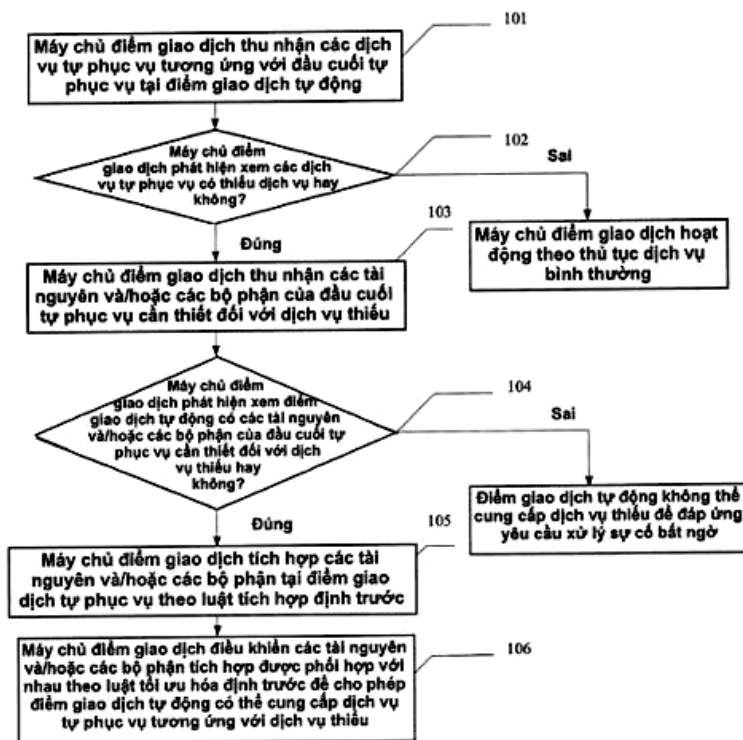 101
Máy chủ điểm giao dịch thu nhận các dịch
vụ tự phục vụ tương ứng với đầu cuối tự
phục vụ tại điểm giao dịch tự động
102
Máy chủ điểm
giao dịch phát hiện xem các dịch
vụ tự phục vụ có thiếu dịch vụ hay
không?
Sai
Đúng
103
Máy chủ điểm giao dịch hoạt
động theo thủ tục dịch vụ
bình thường
Máy chủ điểm giao dịch thu nhận các tài
nguyên và/hoặc các bộ phận của đầu cuối
tự phục vụ cần thiết đối với dịch vụ thiếu
104
Máy chủ điểm
giao dịch phát hiện xem điểm
giao dịch tự động có các tài nguyên
và/hoặc các bộ phận của đầu cuối tự
phục vụ cần thiết đối với dịch
vụ thiếu hay
không?
Sai
Đúng
Điểm giao dịch tự động không thể
cung cấp dịch vụ thiếu để đáp ứng
yêu cầu xử lý sự cố bất ngờ
105
Máy chủ điểm giao dịch tích hợp các tài
nguyên và/hoặc các bộ phận tại điểm giao
dịch tự phục vụ theo luật tích hợp định trước
106
Máy chủ điểm giao dịch điều khiển các tài nguyên
và/hoặc các bộ phận tích hợp được phối hợp với
nhau theo luật tối ưu hóa định trước để cho phép
điểm giao dịch tự động có thể cung cấp dịch vụ
tự phục vụ tương ứng với dịch vụ thiếu